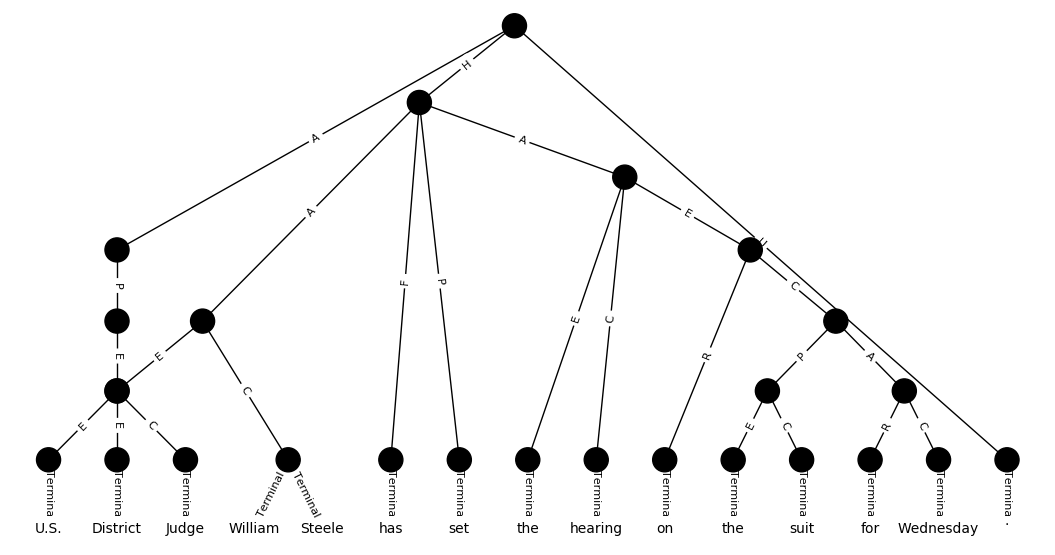 H
A
A
A
E
U
P
F
P
C
E
C
R
E
E
P
A
C
E
E
C
E
C
R
C
Terminal Terminal
Termina Termina Termina Termina Termina Termina Termina Termina Termina Termina Termina Termina Termina
U.S. District Judge William Steele has set the hearing on the suit for Wednesday .